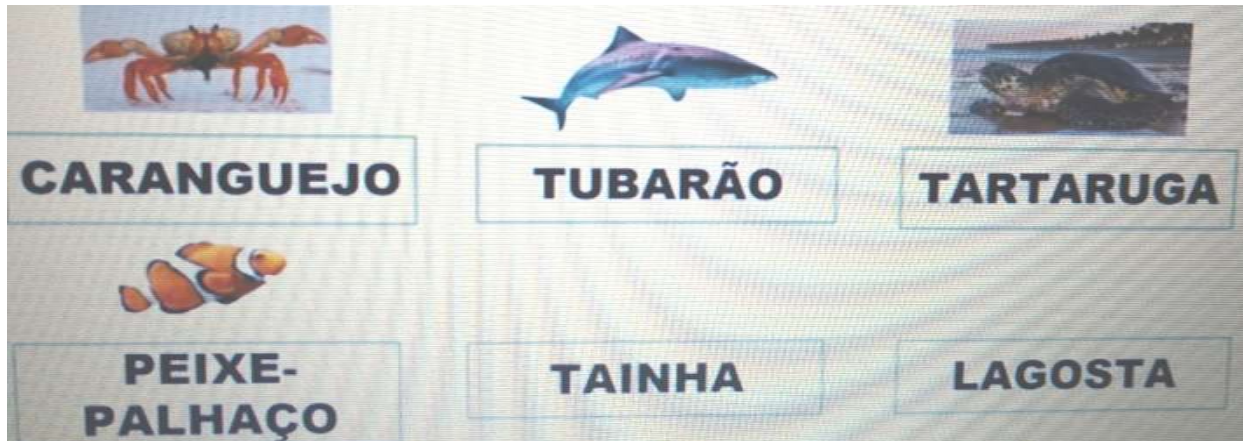 CARANGUEJO
TUBARÃO
TARTARUGA
PEIXE-
PALHAÇO
TAINHA
LAGOSTA